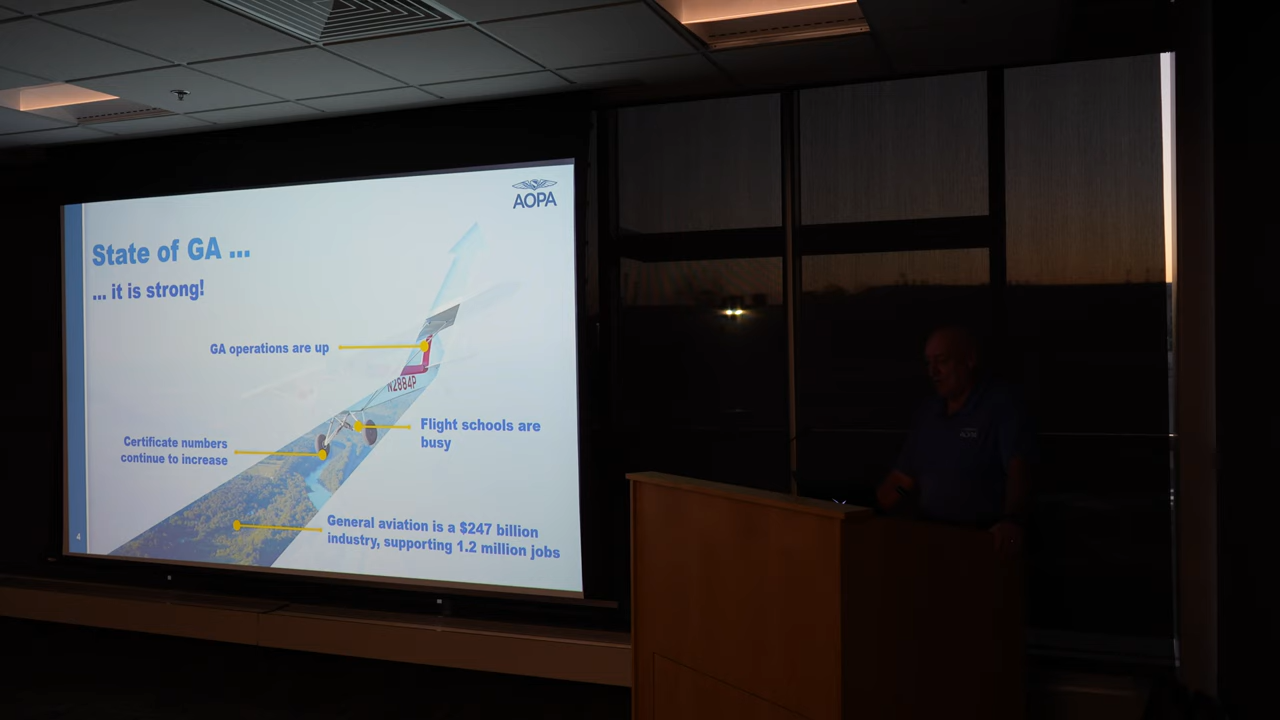 AOPA
State of GA ...
... it is strong!
GA operations are up
N2884P
Flight schools are
busy
Certificate numbers
continue to increase
General aviation is a $247 billion
industry, supporting 1.2 million jobs
4
AOPA